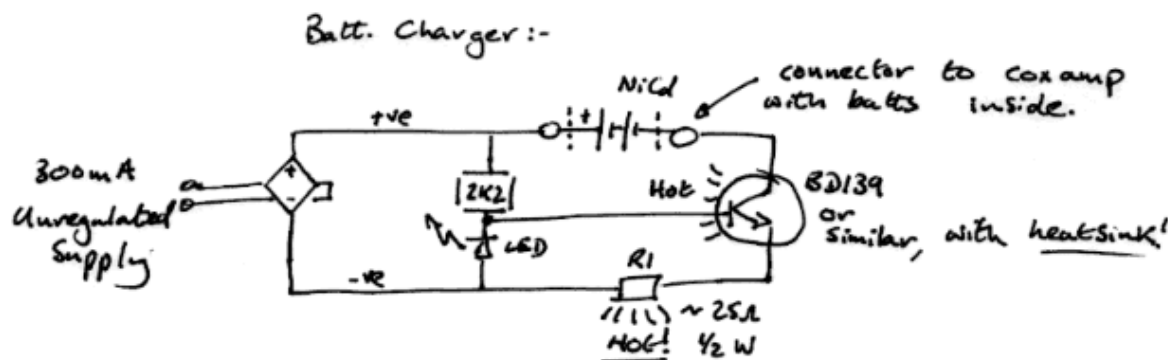 Batt. Charger :-
connector to coxamp
with batts inside.
NiCd
+ve
+
300mA
Unregulated
Supply
+
-
2K2
Hot
BD139
or
similar, with heatsink!
LED
-ve
R1
~ 25Ω
HOT! 1/2 W